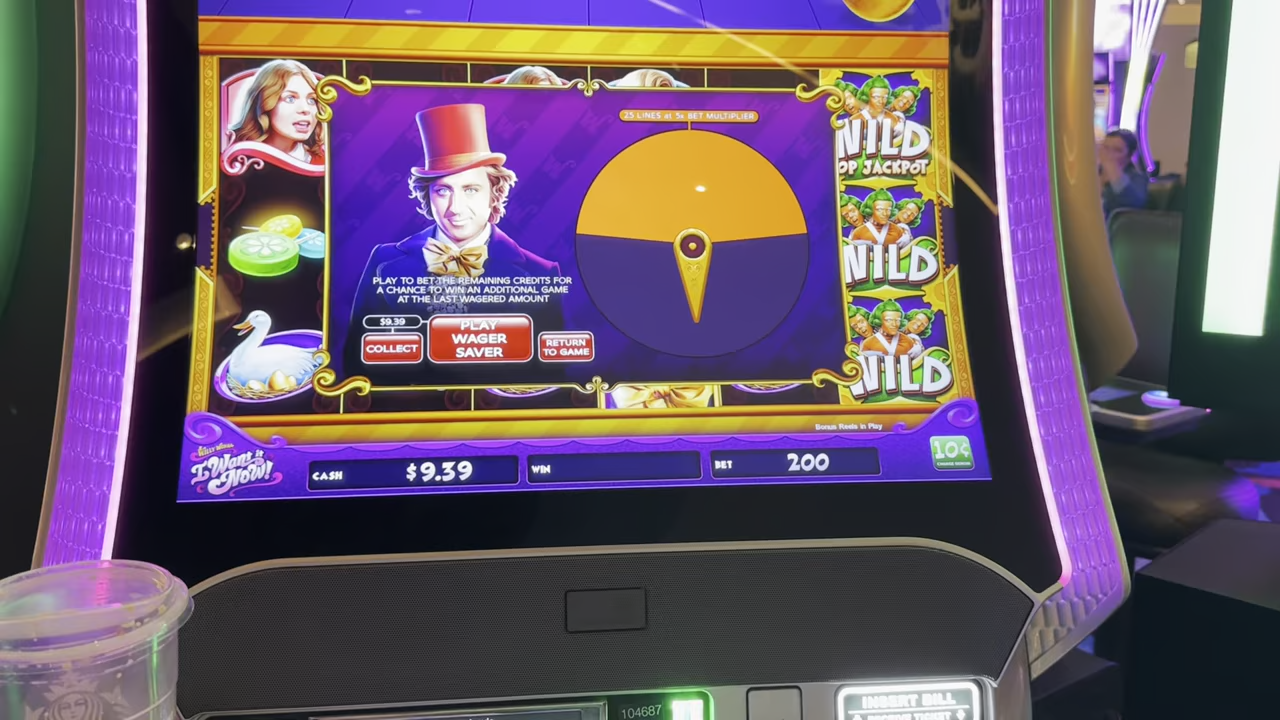 25 LINES at 5x BET MULTIPLIER
WILD
OP JACKPOT
WILD
WILD
PLAY TO BET THE REMAINING CREDITS FOR
A CHANCE TO WIN AN ADDITIONAL GAME
AT THE LAST WAGERED AMOUNT
$9.39
COLLECT
PLAY
WAGER
SAVER
RETURN
TO GAME
Bonus Reels in Play
I Want it
Now!
CASH $9.39
WIN
BET 200
10¢
104687
INSERT BILL